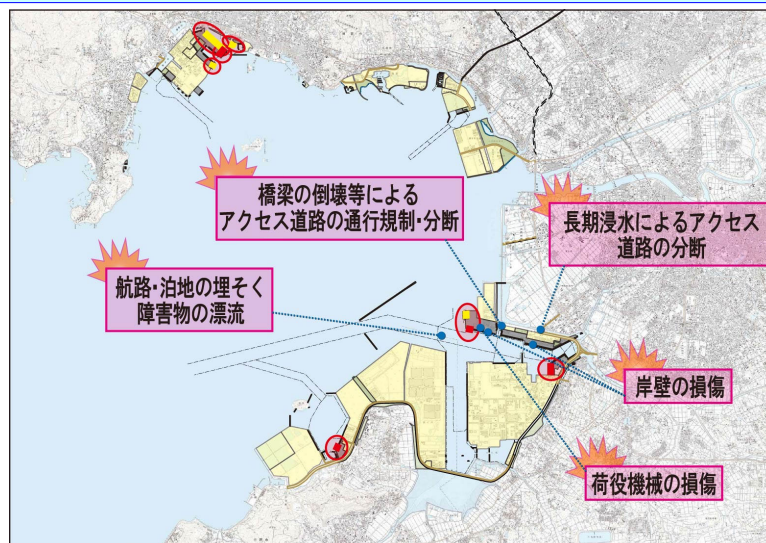 橋梁の倒壊等による
アクセス道路の通行規制・分断
長期浸水によるアクセス
道路の分断
航路・泊地の埋そく
障害物の漂流
岸壁の損傷
荷役機械の損傷